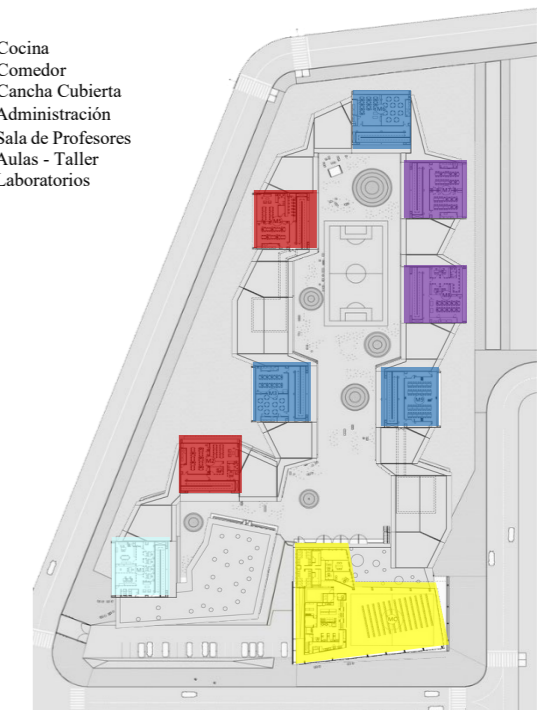 Cocina
Comedor
Cancha Cubierta
Administración
Sala de Profesores
Aulas - Taller
Laboratorios